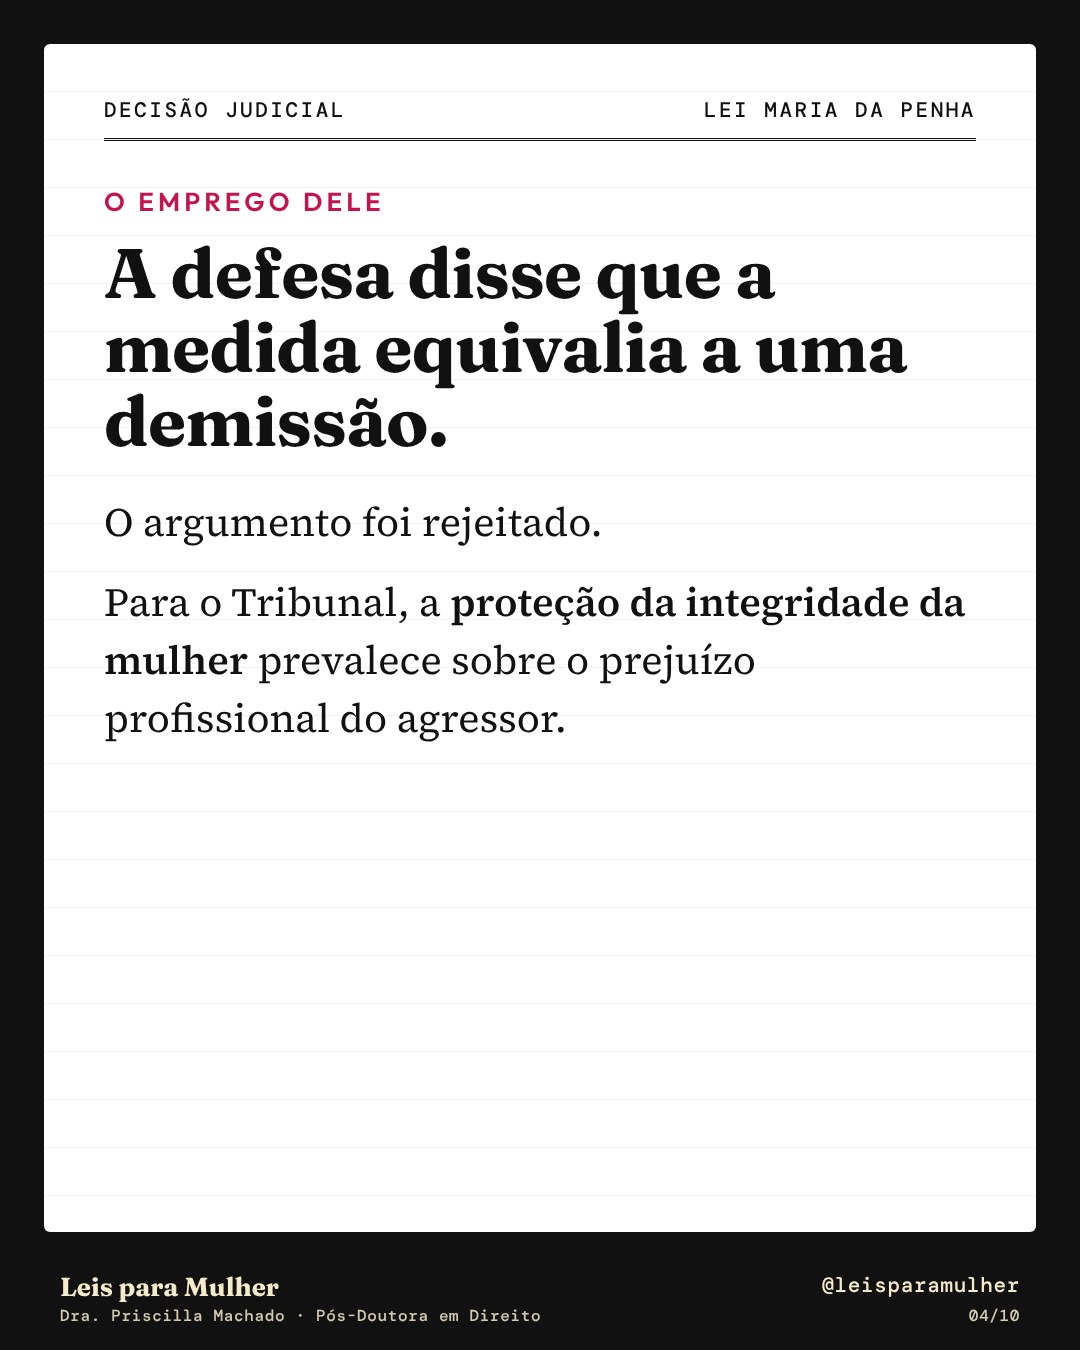 DECISÃO JUDICIAL
LEI MARIA DA PENHA
O EMPREGO DELE
A defesa disse que a
medida equivalia a uma
demissão.
O argumento foi rejeitado.
Para o Tribunal, a proteção da integridade da
mulher prevalece sobre o prejuízo
profissional do agressor.
Leis para Mulher
Dra. Priscilla Machado · Pós-Doutora em Direito
@leisparamulher
04/10